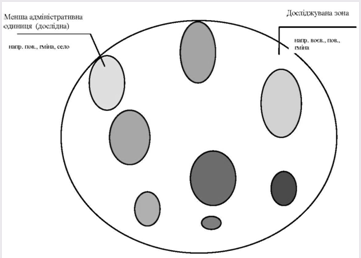 Менша адміністративна
одиниця (дослідна)
напр. пов., гміна, село
Досліджувана зона
напр., воєв., пов.,
гміна